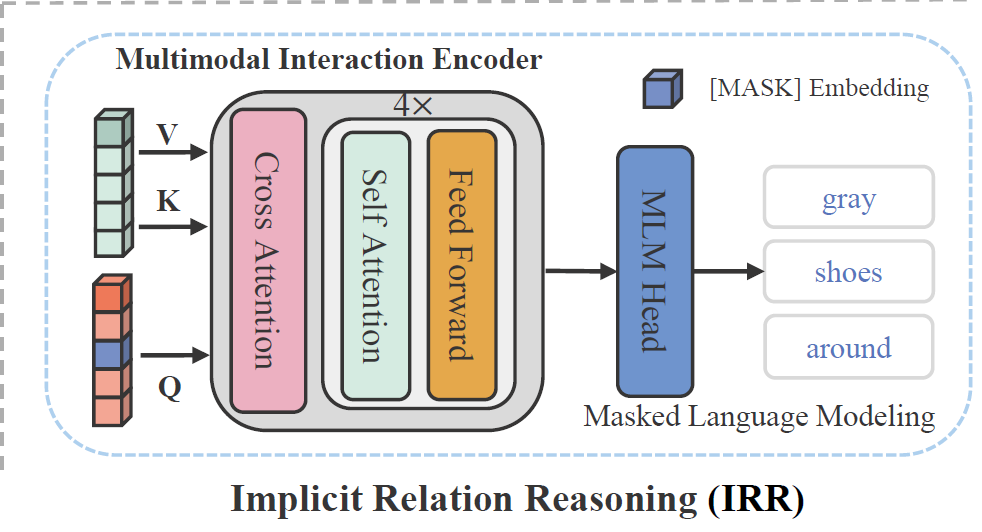 Multimodal Interaction Encoder
4×
[MASK] Embedding
V
K
Q
Cross Attention
Self Attention
Feed Forward
MLM Head
gray
shoes
around
Masked Language Modeling
Implicit Relation Reasoning (IRR)